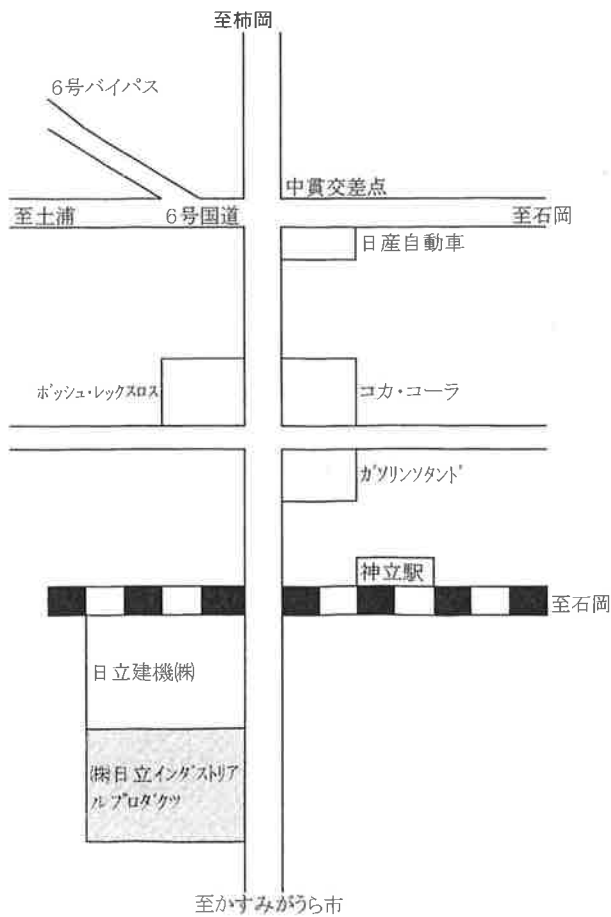 至柿岡
6号バイパス
中貫交差点
至土浦
6号国道
至石岡
日産自動車
ボッシュ・レックスロス
コカ・コーラ
ガソリンソタンド
神立駅
至石岡
日立建機㈱
㈱日立インダストリア
ルプロダクツ
至かすみがうら市